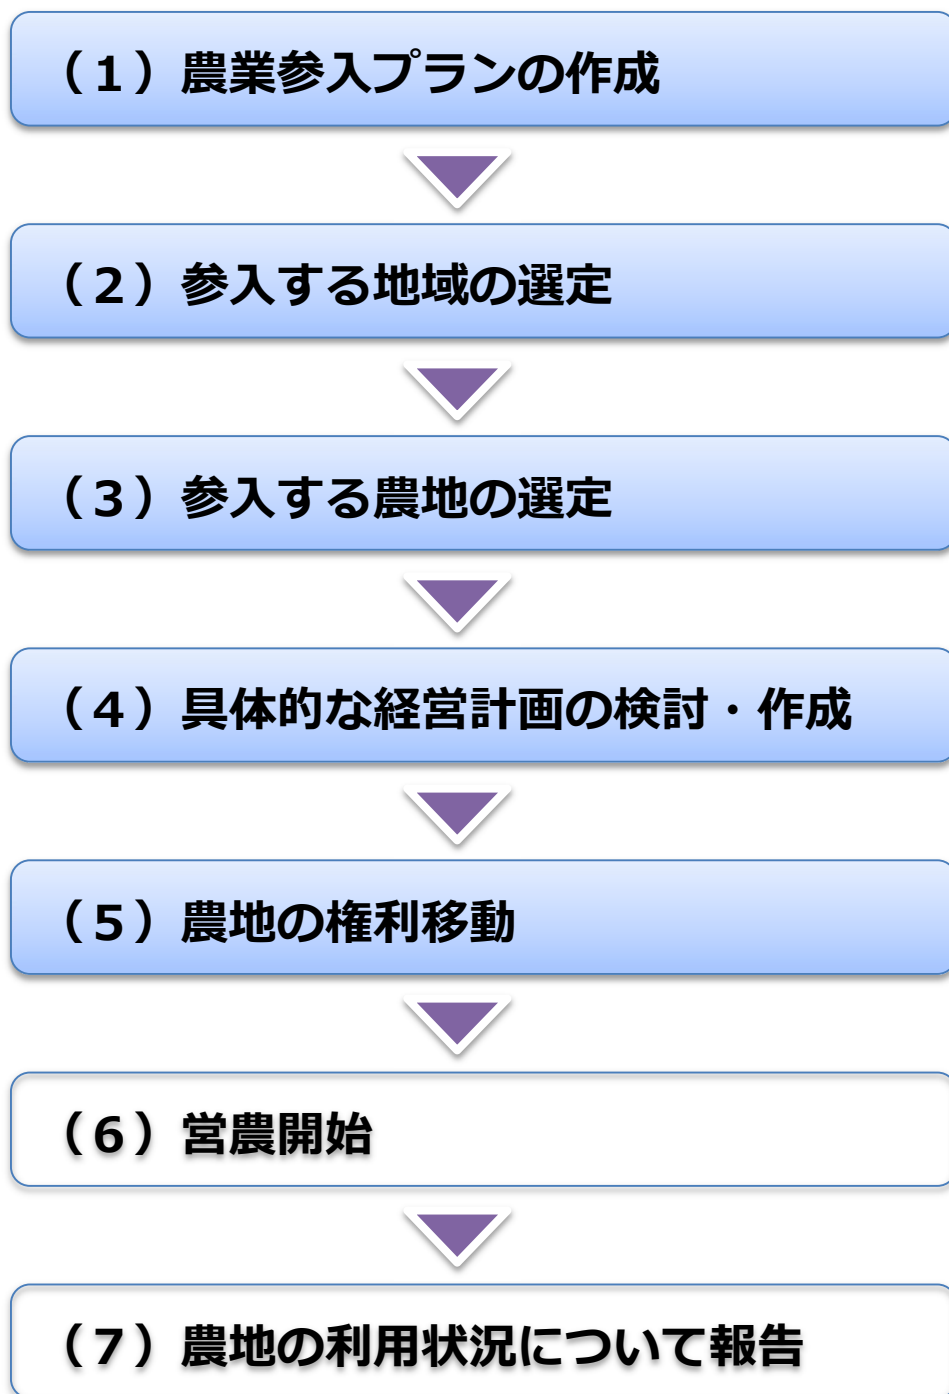 （１）農業参入プランの作成
（２）参入する地域の選定
（３）参入する農地の選定
（４）具体的な経営計画の検討・作成
（５）農地の権利移動
（６）営農開始
（７）農地の利用状況について報告